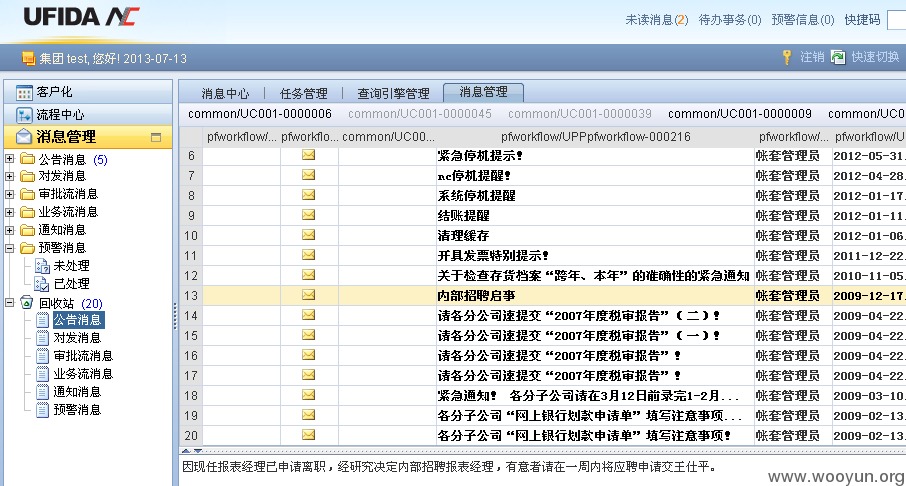 UFIDA NC
未读消息(2) 待办事务(0) 预警信息(0) 快捷码
集团 test, 您好! 2013-07-13 注销 快速切换
客户化
流程中心
消息管理
公告消息 (5)
对发消息
审批流消息
业务流消息
通知消息
预警消息
未处理
已处理
回收站 (20)
公告消息
对发消息
审批流消息
业务流消息
通知消息
预警消息
消息中心 任务管理 查询引擎管理 消息管理
common/UC001-0000006 common/UC001-0000045 common/UC001-0000039 common/UC001-0000009 common/UC0
pfworkflow/... pfworkflo... common/UC00... pfworkflow/UPPpfworkflow-000216 pfworkflow/... pfworkflow/U
6 紧急停机提示! 帐套管理员 2012-05-31.
7 nc停机提醒! 帐套管理员 2012-04-28.
8 系统停机提醒 帐套管理员 2012-01-17.
9 结账提醒 帐套管理员 2012-01-11.
10 清理缓存 帐套管理员 2012-01-06.
11 开具发票特别提示! 帐套管理员 2011-12-22.
12 关于检查存货档案“跨年、本年”的准确性的紧急通知 帐套管理员 2010-11-05.
13 内部招聘启事 帐套管理员 2009-12-17.
14 请各分公司速提交“2007年度税审报告”（二）! 帐套管理员 2009-04-22.
15 请各分公司速提交“2007年度税审报告”（一）! 帐套管理员 2009-04-22.
16 请各分公司速提交“2007年度税审报告”! 帐套管理员 2009-04-22.
17 请各分公司速提交“2007年度税审报告”! 帐套管理员 2009-04-22.
18 紧急通知! 各分子公司请在3月12日前录完1-2月... 帐套管理员 2009-03-10.
19 各分子公司“网上银行划款申请单”填写注意事项... 帐套管理员 2009-02-13.
20 各分子公司“网上银行划款申请单”填写注意事项! 帐套管理员 2009-02-13.
因现任报表经理已申请离职，经研究决定内部招聘报表经理，有意者请在一周内将应聘申请交王仕平。
www.wooyun.org